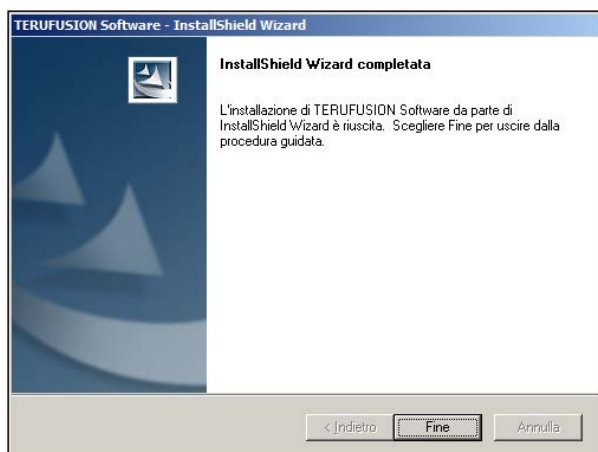 TERUFUSION Software - InstallShield Wizard
InstallShield Wizard completata
L'installazione di TERUFUSION Software da parte di
InstallShield Wizard è riuscita. Scegliere Fine per uscire dalla
procedura guidata.
< Indietro Fine Annulla